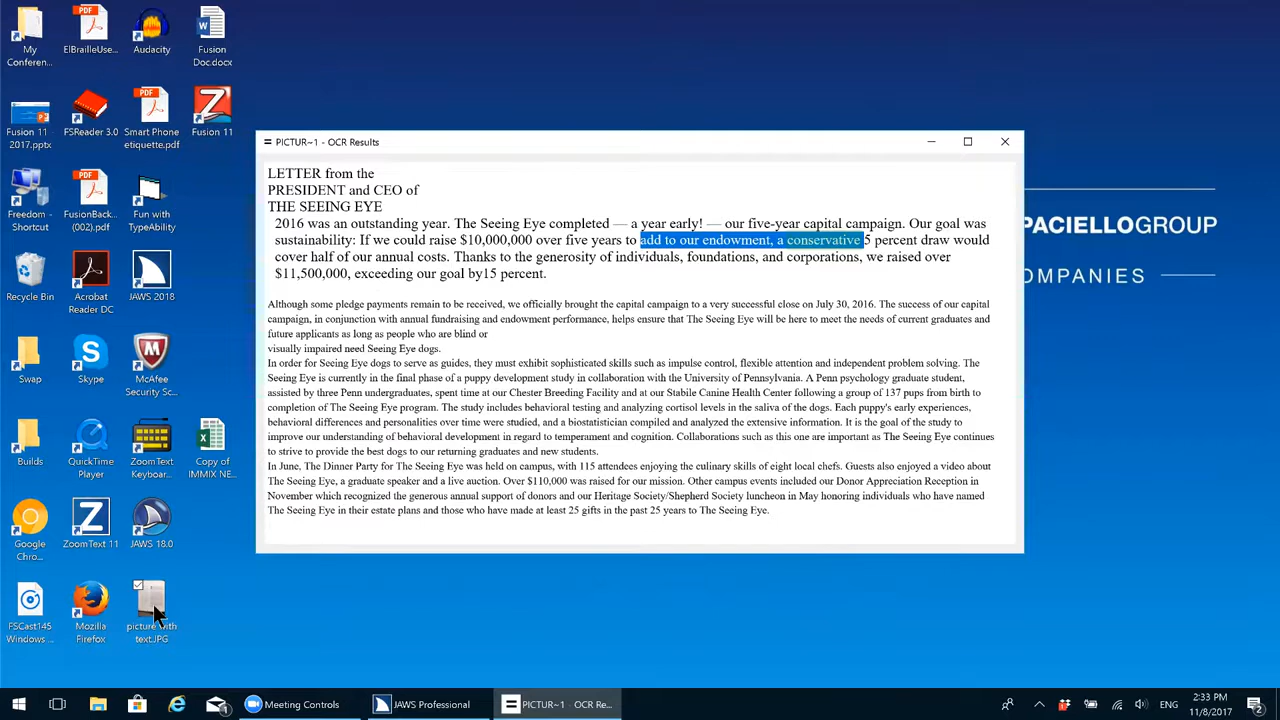 My Conferen...
ElBrailleUse...
Audacity
Fusion Doc.docx
Fusion 11 2017.pptx
FSReader 3.0
Smart Phone etiquette.pdf
Fusion 11
Freedom -
FusionBack... (003).pdf
Fun with TypeAbility
Recycle Bin
Acrobat Reader DC
JAWS 2018
Swap
Skype
McAfee Security Sc...
Builds
QuickTime Player
ZoomText Keyboar...
Copy of IMMIX NE...
Google Chro...
ZoomText 11
JAWS 18.0
FSCast145 Windows ...
Mozilla Firefox
picture with text.JPG
PICTUR~1 - OCR Results
LETTER from the
PRESIDENT and CEO of
THE SEEING EYE
2016 was an outstanding year. The Seeing Eye completed — a year early! — our five-year capital campaign. Our goal was
sustainability: If we could raise $10,000,000 over five years to add to our endowment, a conservative 5 percent draw would
cover half of our annual costs. Thanks to the generosity of individuals, foundations, and corporations, we raised over
$11,500,000, exceeding our goal by15 percent.
Although some pledge payments remain to be received, we officially brought the capital campaign to a very successful close on July 30, 2016. The success of our capital
campaign, in conjunction with annual fundraising and endowment performance, helps ensure that The Seeing Eye will be here to meet the needs of current graduates and
future applicants as long as people who are blind or
visually impaired need Seeing Eye dogs.
In order for Seeing Eye dogs to serve as guides, they must exhibit sophisticated skills such as impulse control, flexible attention and independent problem solving. The
Seeing Eye is currently in the final phase of a puppy development study in collaboration with the University of Pennsylvania. A Penn psychology graduate student,
assisted by three Penn undergraduates, spent time at our Chester Breeding Facility and at our Stabile Canine Health Center following a group of 137 pups from birth to
completion of The Seeing Eye program. The study includes behavioral testing and analyzing cortisol levels in the saliva of the dogs. Each puppy's early experiences,
behavioral differences and personalities over time were studied, and a biostatistician compiled and analyzed the extensive information. It is the goal of the study to
improve our understanding of behavioral development in regard to temperament and cognition. Collaborations such as this one are important as The Seeing Eye continues
to strive to provide the best dogs to our returning graduates and new students.
In June, The Dinner Party for The Seeing Eye was held on campus, with 115 attendees enjoying the culinary skills of eight local chefs. Guests also enjoyed a video about
The Seeing Eye, a graduate speaker and a live auction. Over $110,000 was raised for our mission. Other campus events included our Donor Appreciation Reception in
November which recognized the generous annual support of donors and our Heritage Society/Shepherd Society luncheon in May honoring individuals who have named
The Seeing Eye in their estate plans and those who have made at least 25 gifts in the past 25 years to The Seeing Eye.
PACIELLOGROUP
COMPANIES
Meeting Controls
JAWS Professional
PICTUR~1 - OCR Re...
ENG
2:33 PM
11/8/2017